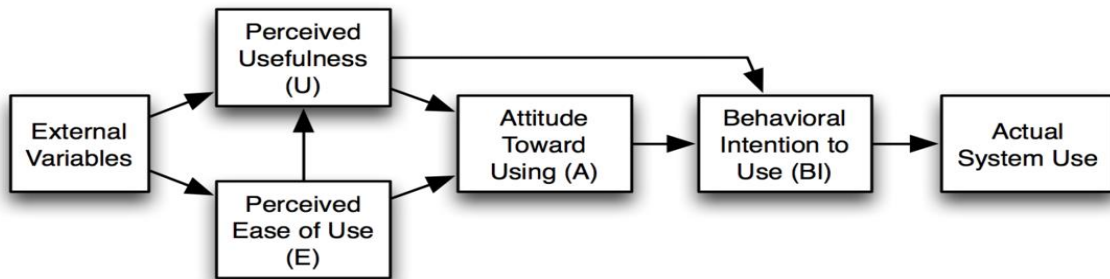 External
Variables
Perceived
Usefulness
(U)
Perceived
Ease of Use
(E)
Attitude
Toward
Using (A)
Behavioral
Intention to
Use (BI)
Actual
System Use